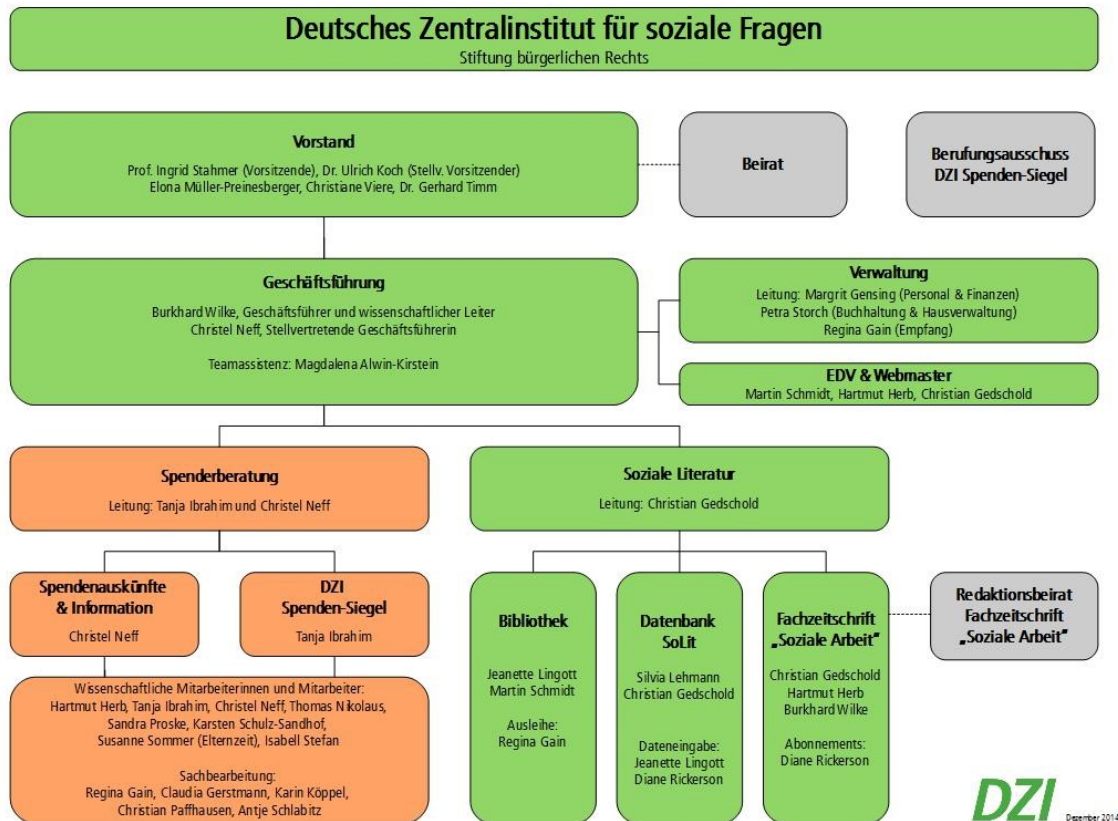 Deutsches Zentralinstitut für soziale Fragen
Stiftung bürgerlichen Rechts
Vorstand
Prof. Ingrid Stahmer (Vorsitzende), Dr. Ulrich Koch (Stellv. Vorsitzender)
Elona Müller-Preinesberger, Christiane Viere, Dr. Gerhard Timm
Beirat
Berufungsausschuss
DZI Spenden-Siegel
Geschäftsführung
Burkhard Wilke, Geschäftsführer und wissenschaftlicher Leiter
Christel Neff, Stellvertretende Geschäftsführerin
Teamassistenz: Magdalena Alwin-Kirstein
Verwaltung
Leitung: Margrit Gensing (Personal & Finanzen)
Petra Storch (Buchhaltung & Hausverwaltung)
Regina Gain (Empfang)
EDV & Webmaster
Martin Schmidt, Hartmut Herb, Christian Gedschold
Spenderberatung
Leitung: Tanja Ibrahim und Christel Neff
Soziale Literatur
Leitung: Christian Gedschold
Spendenauskünfte
& Information
Christel Neff
DZI
Spenden-Siegel
Tanja Ibrahim
Wissenschaftliche Mitarbeiterinnen und Mitarbeiter:
Hartmut Herb, Tanja Ibrahim, Christel Neff, Thomas Nikolaus,
Sandra Proske, Karsten Schulz-Sandhof,
Susanne Sommer (Elternzeit), Isabell Stefan
Sachbearbeitung:
Regina Gain, Claudia Gerstmann, Karin Köppel,
Christian Paffhausen, Antje Schlabitz
Bibliothek
Jeanette Lingott
Martin Schmidt
Ausleihe:
Regina Gain
Datenbank
SoLit
Silvia Lehmann
Christian Gedschold
Dateneingabe:
Jeanette Lingott
Diane Rickerson
Fachzeitschrift
„Soziale Arbeit"
Christian Gedschold
Hartmut Herb
Burkhard Wilke
Abonnements:
Diane Rickerson
Redaktionsbeirat
Fachzeitschrift
„Soziale Arbeit"
DZI
Dezember 2014